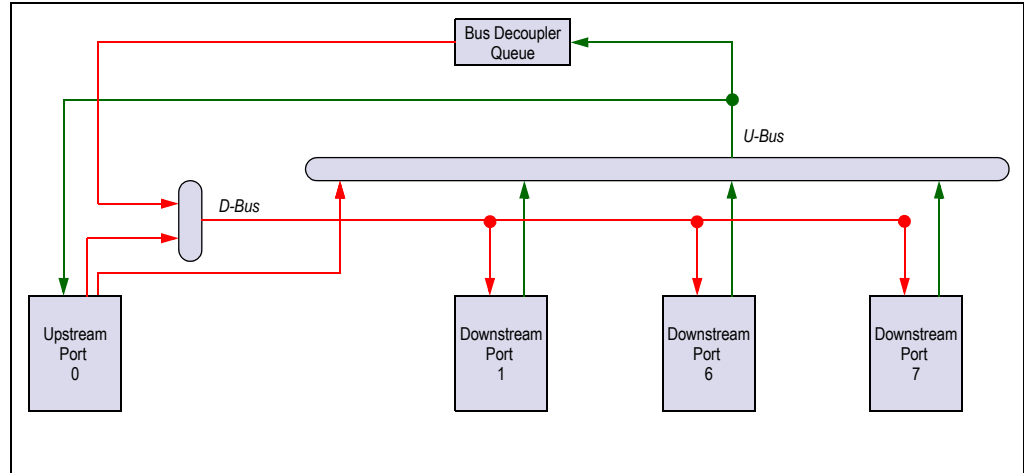 Bus Decoupler
Queue
U-Bus
D-Bus
Upstream
Port
0
Downstream
Port
1
Downstream
Port
6
Downstream
Port
7